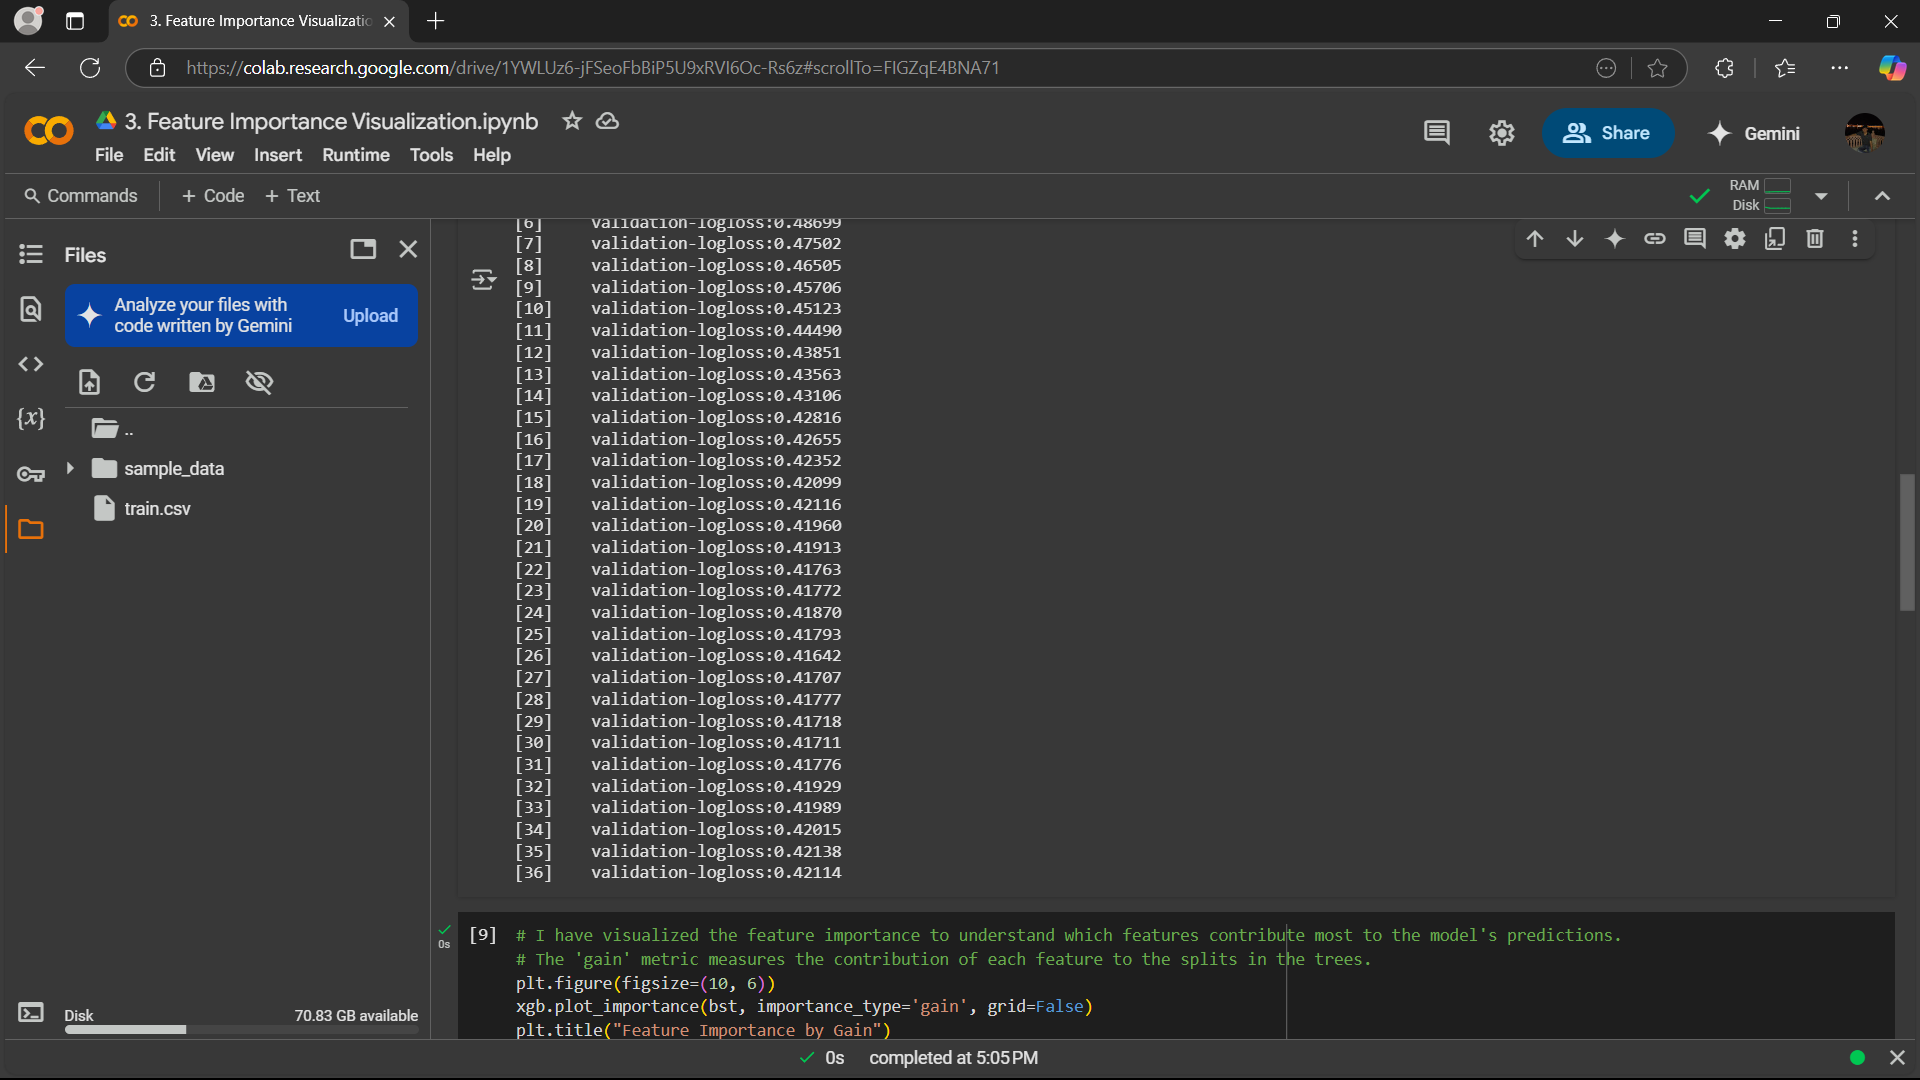 3. Feature Importance Visualizatio
https://colab.research.google.com/drive/1YWLUz6-jFSeoFbBiP5U9xRVI6Oc-Rs6z#scrollTo=FIGZqE4BNA71
3. Feature Importance Visualization.ipynb
File Edit View Insert Runtime Tools Help
Share
Gemini
Commands
+ Code + Text
RAM
Disk
Files
Analyze your files with
code written by Gemini
Upload
..
sample_data
train.csv
Disk
70.83 GB available
[6] validation-logloss:0.48699
[7] validation-logloss:0.47502
[8] validation-logloss:0.46505
[9] validation-logloss:0.45706
[10] validation-logloss:0.45123
[11] validation-logloss:0.44490
[12] validation-logloss:0.43851
[13] validation-logloss:0.43563
[14] validation-logloss:0.43106
[15] validation-logloss:0.42816
[16] validation-logloss:0.42655
[17] validation-logloss:0.42352
[18] validation-logloss:0.42099
[19] validation-logloss:0.42116
[20] validation-logloss:0.41960
[21] validation-logloss:0.41913
[22] validation-logloss:0.41763
[23] validation-logloss:0.41772
[24] validation-logloss:0.41870
[25] validation-logloss:0.41793
[26] validation-logloss:0.41642
[27] validation-logloss:0.41707
[28] validation-logloss:0.41777
[29] validation-logloss:0.41718
[30] validation-logloss:0.41711
[31] validation-logloss:0.41776
[32] validation-logloss:0.41929
[33] validation-logloss:0.41989
[34] validation-logloss:0.42015
[35] validation-logloss:0.42138
[36] validation-logloss:0.42114
0s
[9] # I have visualized the feature importance to understand which features contribute most to the model's predictions.
# The 'gain' metric measures the contribution of each feature to the splits in the trees.
plt.figure(figsize=(10, 6))
xgb.plot_importance(bst, importance_type='gain', grid=False)
plt.title("Feature Importance by Gain")
0s completed at 5:05 PM